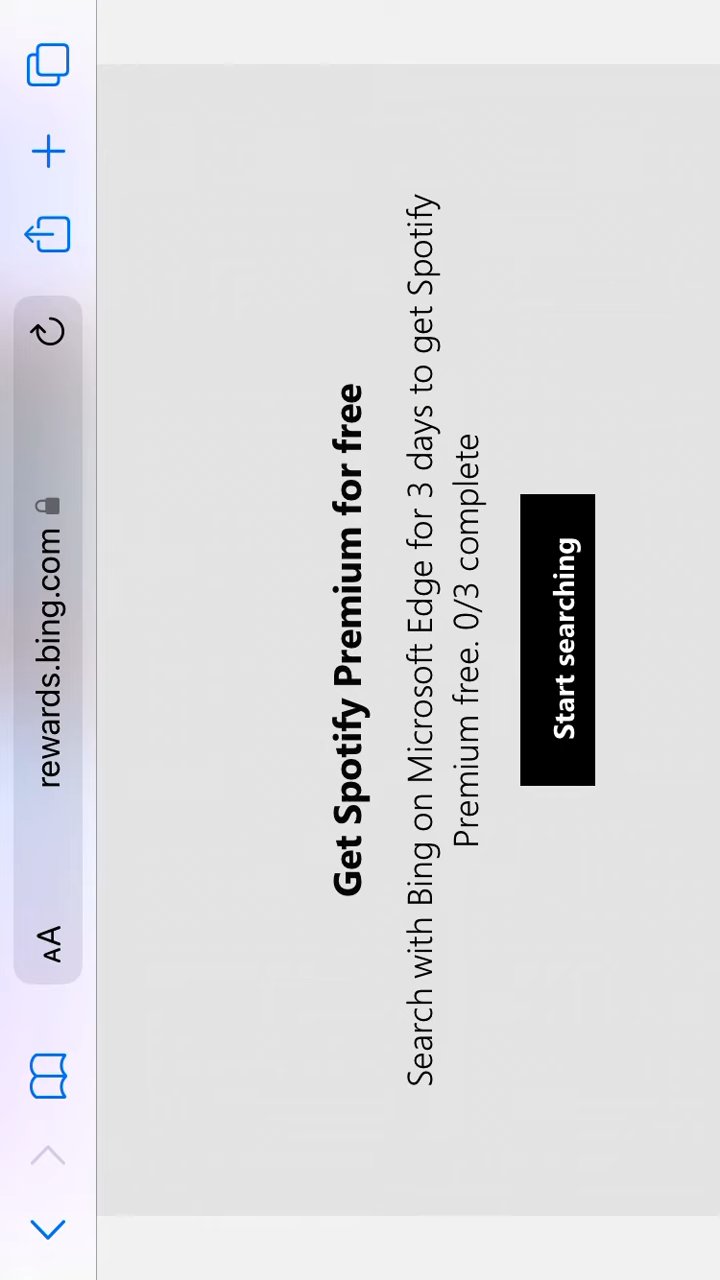 AA
rewards.bing.com
Get Spotify Premium for free
Search with Bing on Microsoft Edge for 3 days to get Spotify
Premium free. 0/3 complete
Start searching